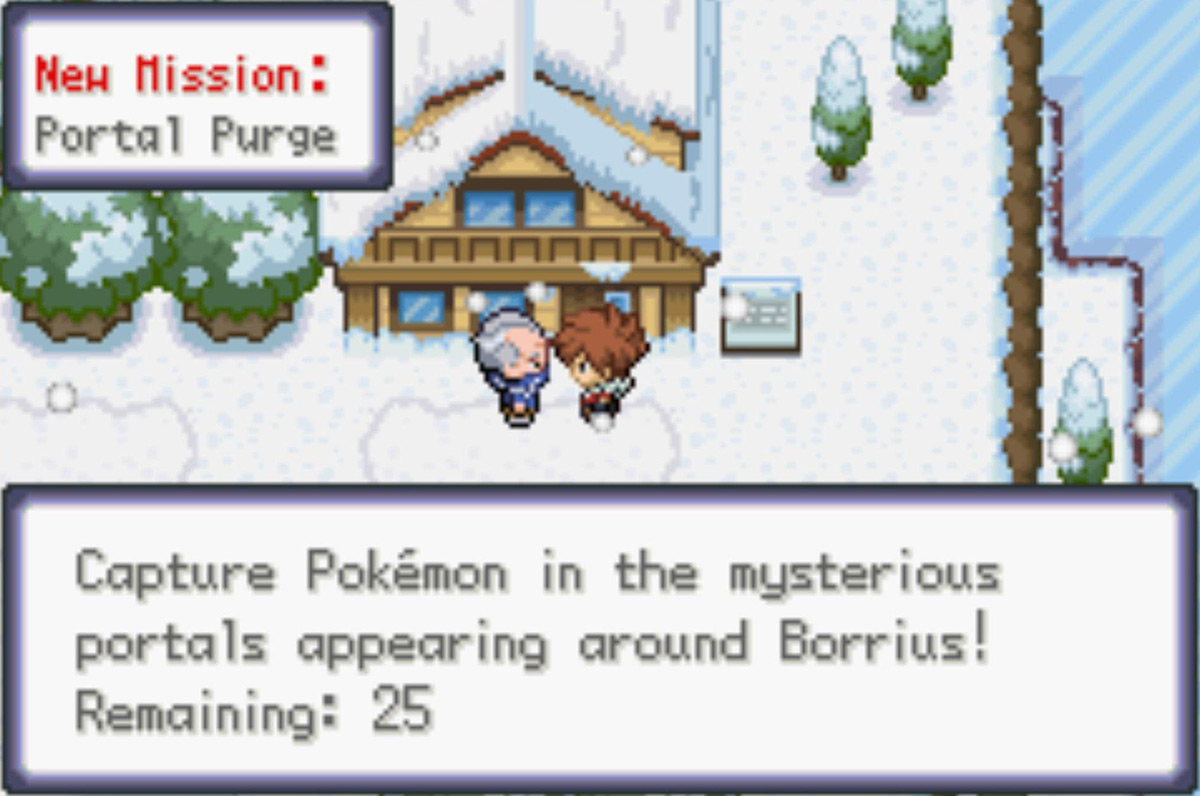 New Mission:
Portal Purge
Capture Pokémon in the mysterious
portals appearing around Borrius!
Remaining: 25